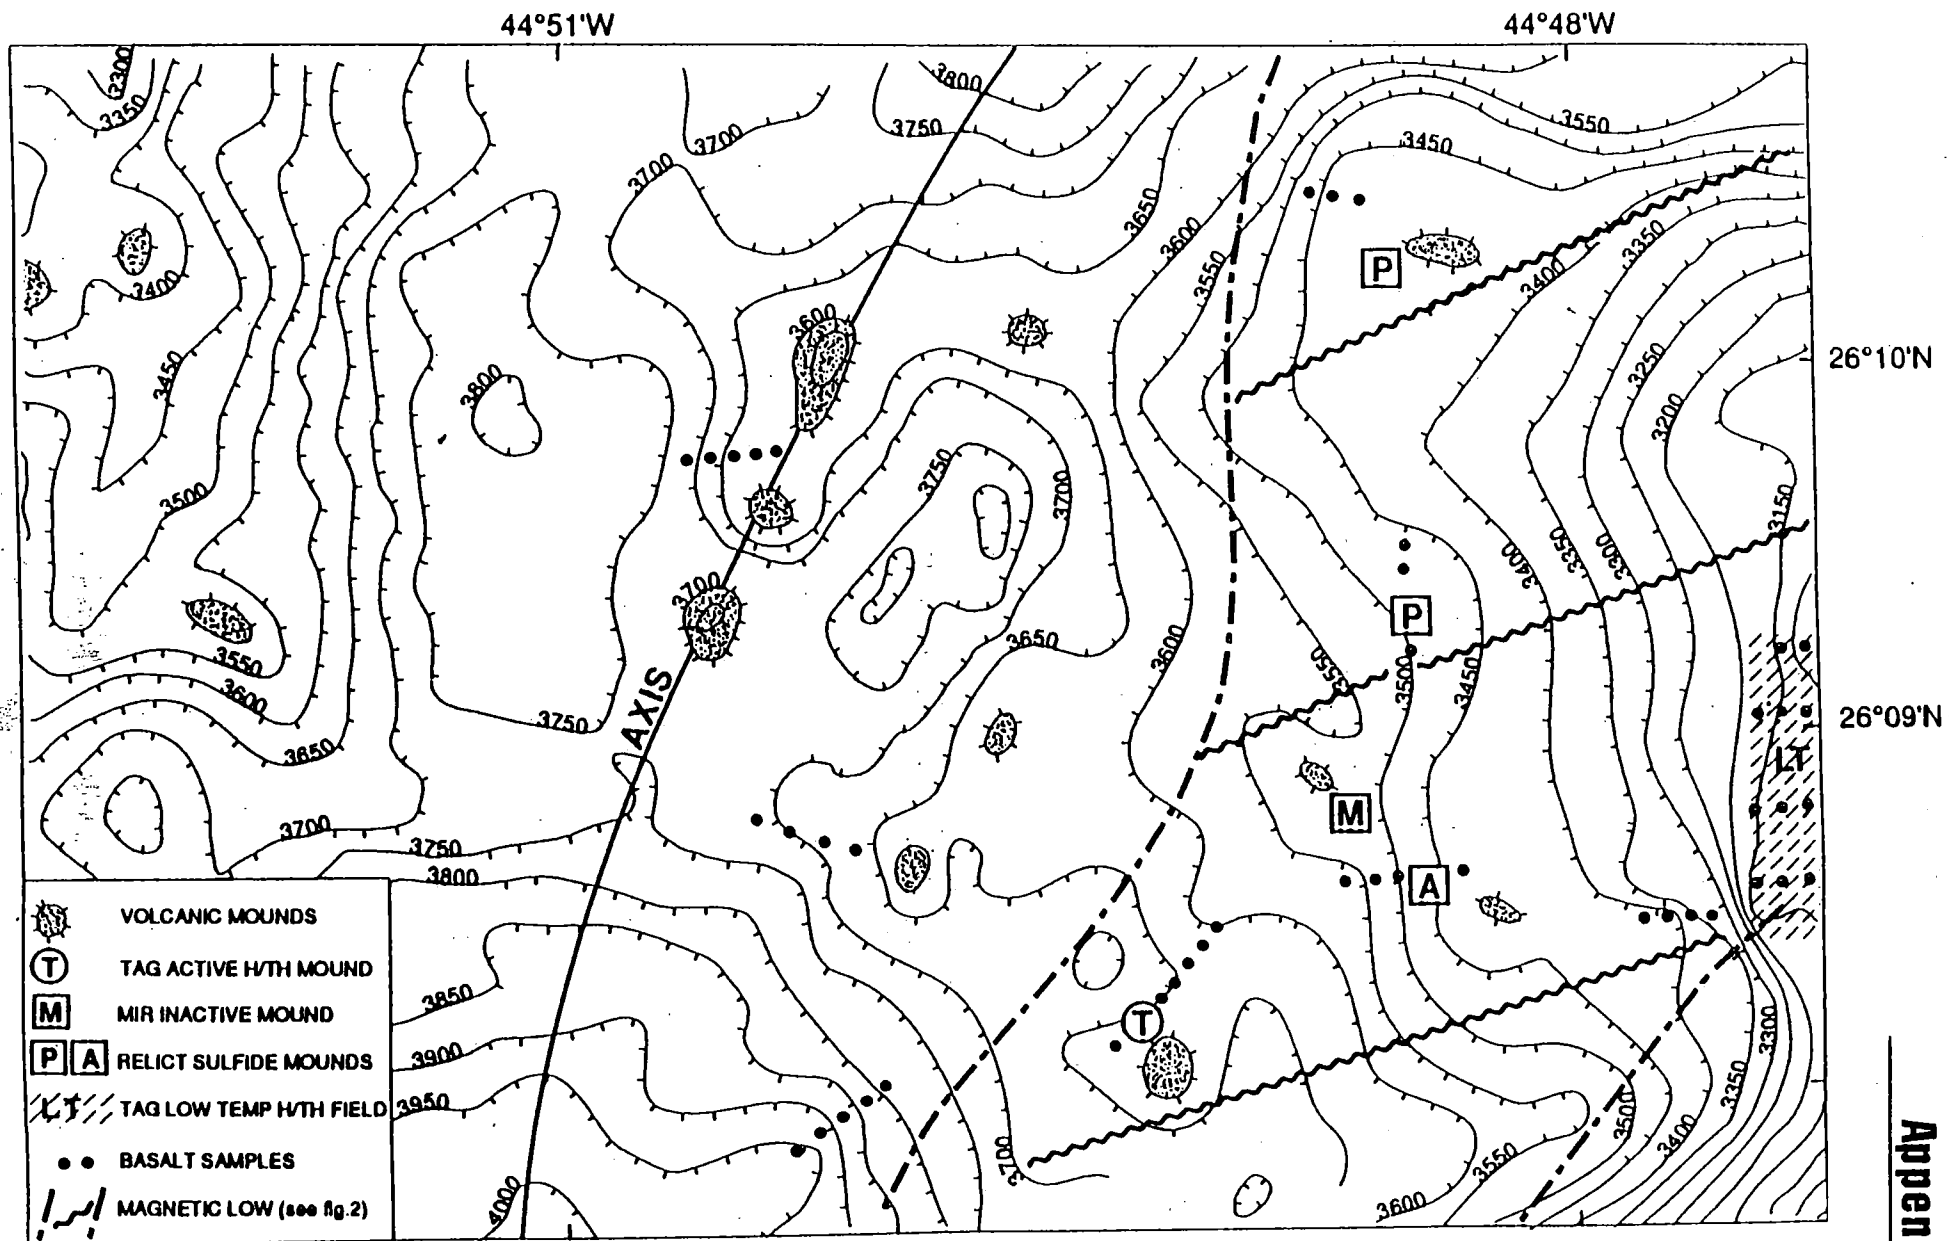 44°51'W
44°48'W
3300
3350
3800
3750
3700
3700
3550
3450
3650
3600
3550
3400
3350
P
3400
3600
26°10'N
3450
3800
3250
3200
3750
3700
3500
3150
3400
3350
3300
3700
P
3650
3600
3550
3500
3450
3550
3600
AXIS
3750
26°09'N
3650
LT
M
3700
3750
3800
A
VOLCANIC MOUNDS
T TAG ACTIVE H/TH MOUND
M MIR INACTIVE MOUND
P A RELICT SULFIDE MOUNDS
LT TAG LOW TEMP H/TH FIELD
BASALT SAMPLES
MAGNETIC LOW (see fig.2)
3850
T
3900
3950
4000
3300
3350
3500
3400
3700
3550
3600
Appen